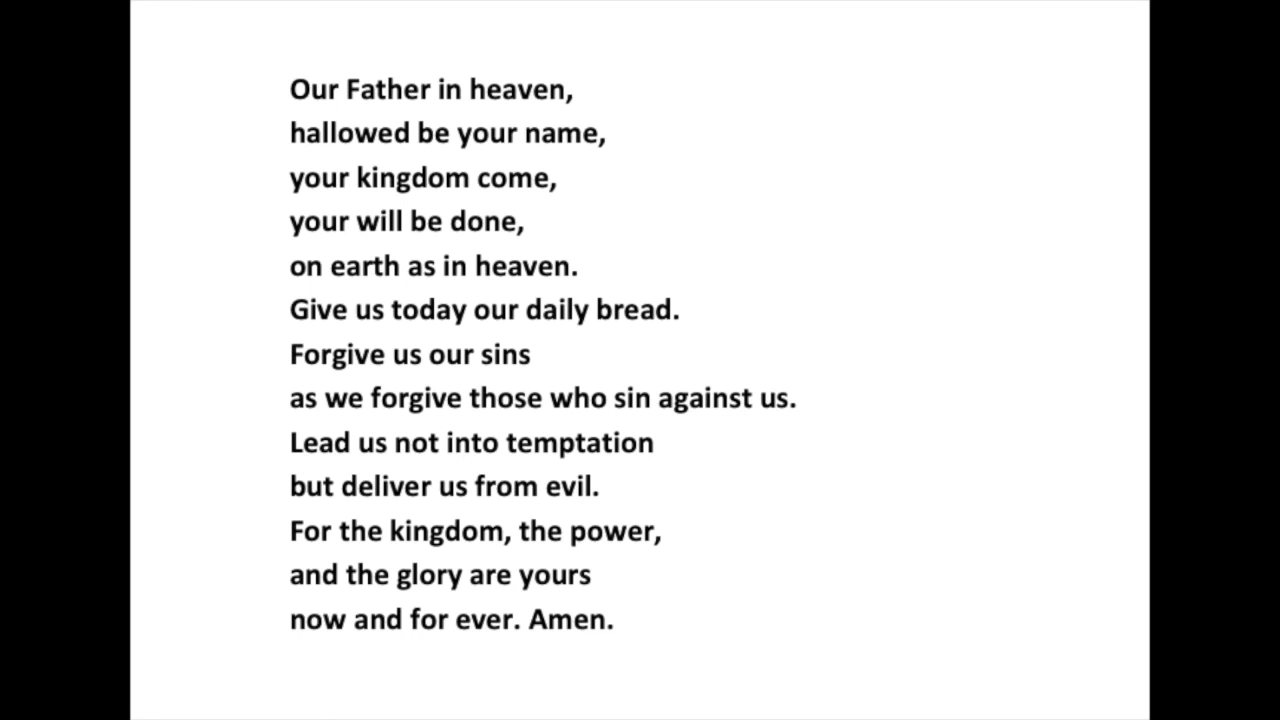 Our Father in heaven,
hallowed be your name,
your kingdom come,
your will be done,
on earth as in heaven.
Give us today our daily bread.
Forgive us our sins
as we forgive those who sin against us.
Lead us not into temptation
but deliver us from evil.
For the kingdom, the power,
and the glory are yours
now and for ever. Amen.